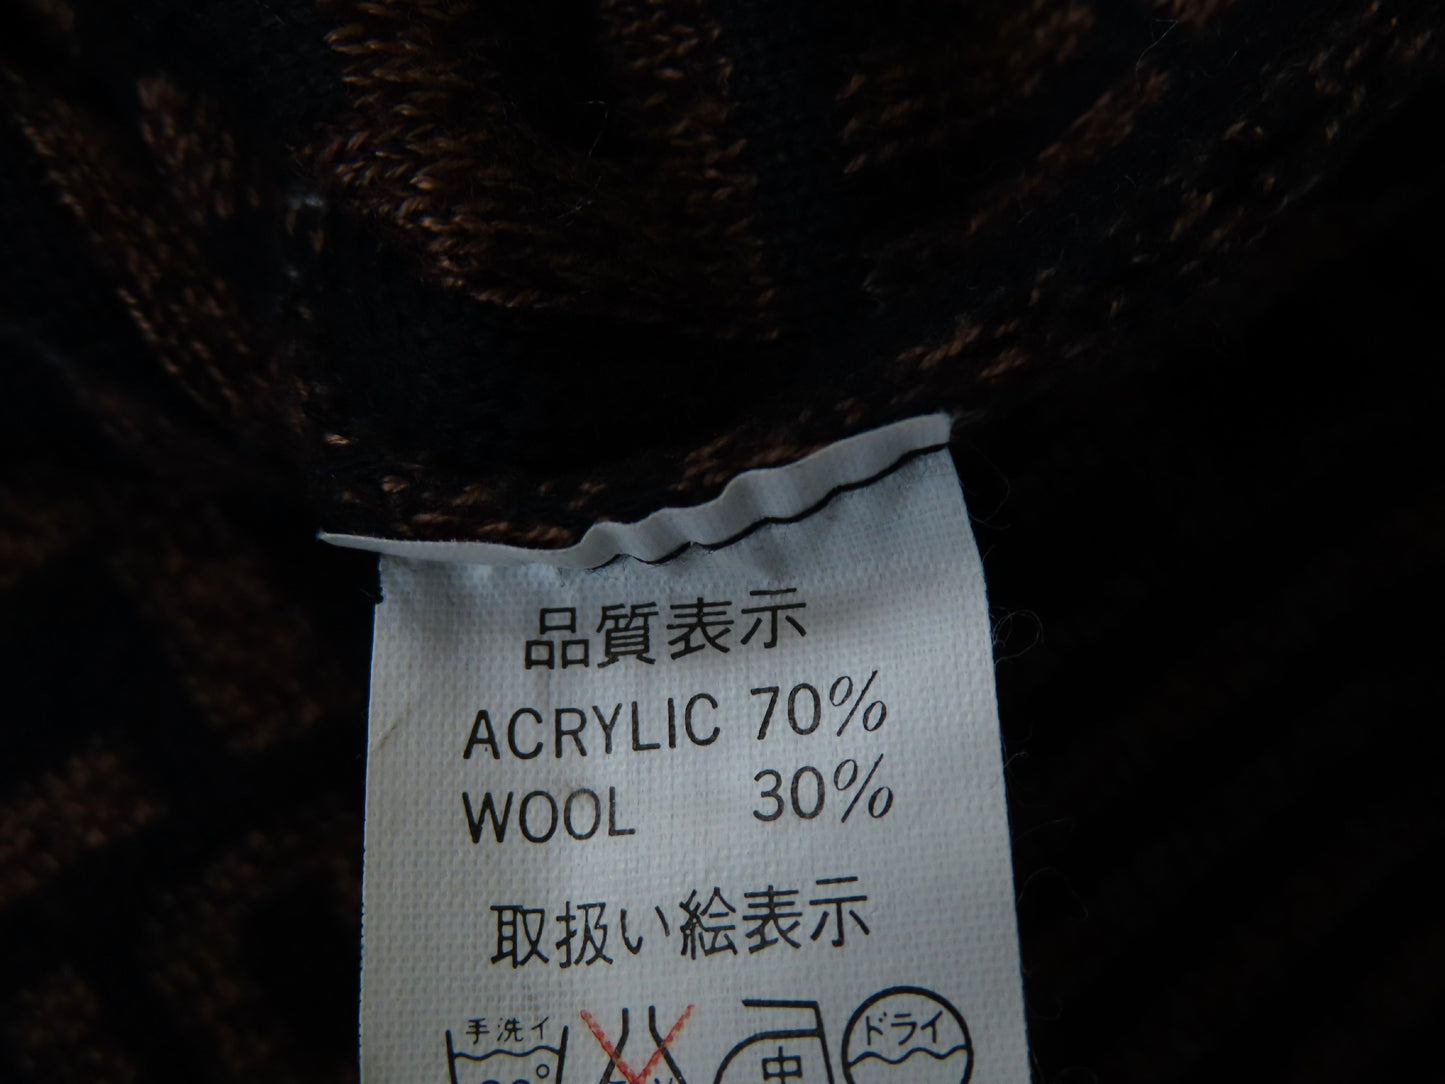 品質表示
ACRYLIC 70%
WOOL 30%
取扱い絵表示
手洗イ
中
ドライ